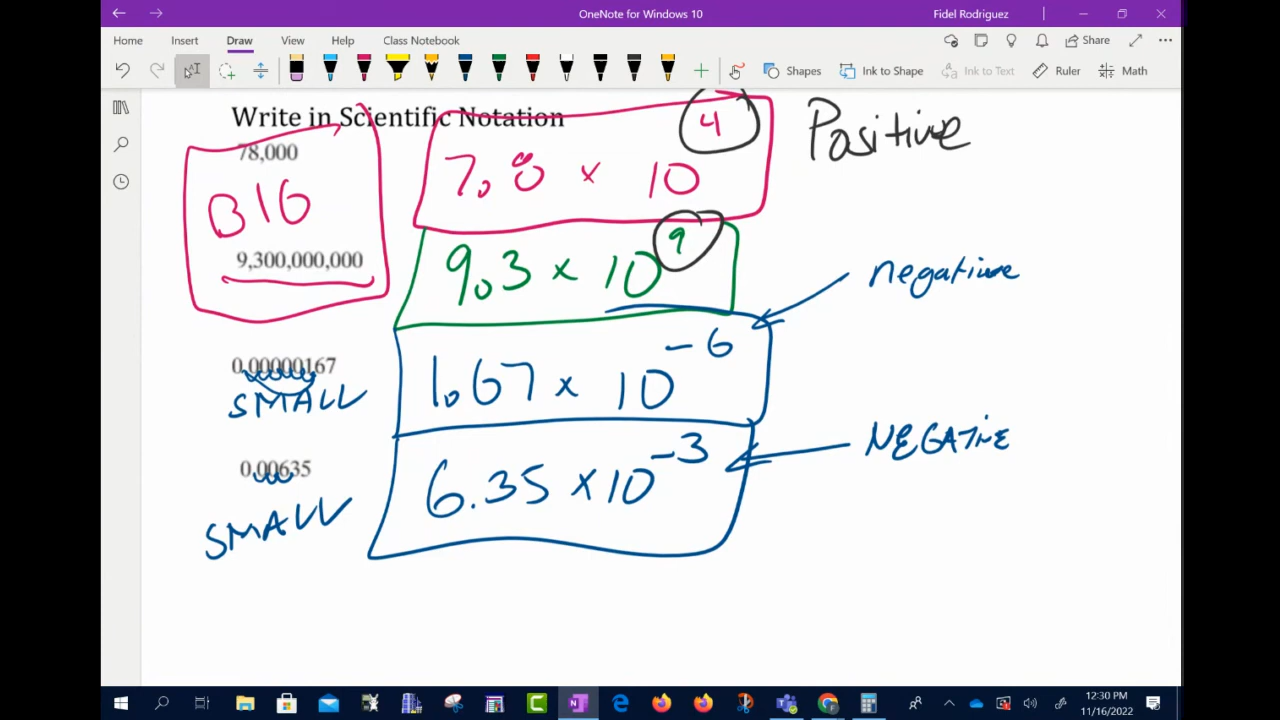 OneNote for Windows 10
Fidel Rodriguez
Home Insert Draw View Help Class Notebook
Share
Shapes Ink to Shape Ink to Text Ruler Math
Write in Scientific Notation
4
Positive
78,000
7.8 x 10
BIG
9
9,300,000,000
9.3 x 10
negative
0.00000167
1.67 x 10 -6
SMALL
NEGATIVE
0.00635
6.35 x 10 -3
SMALL
12:30 PM
11/16/2022